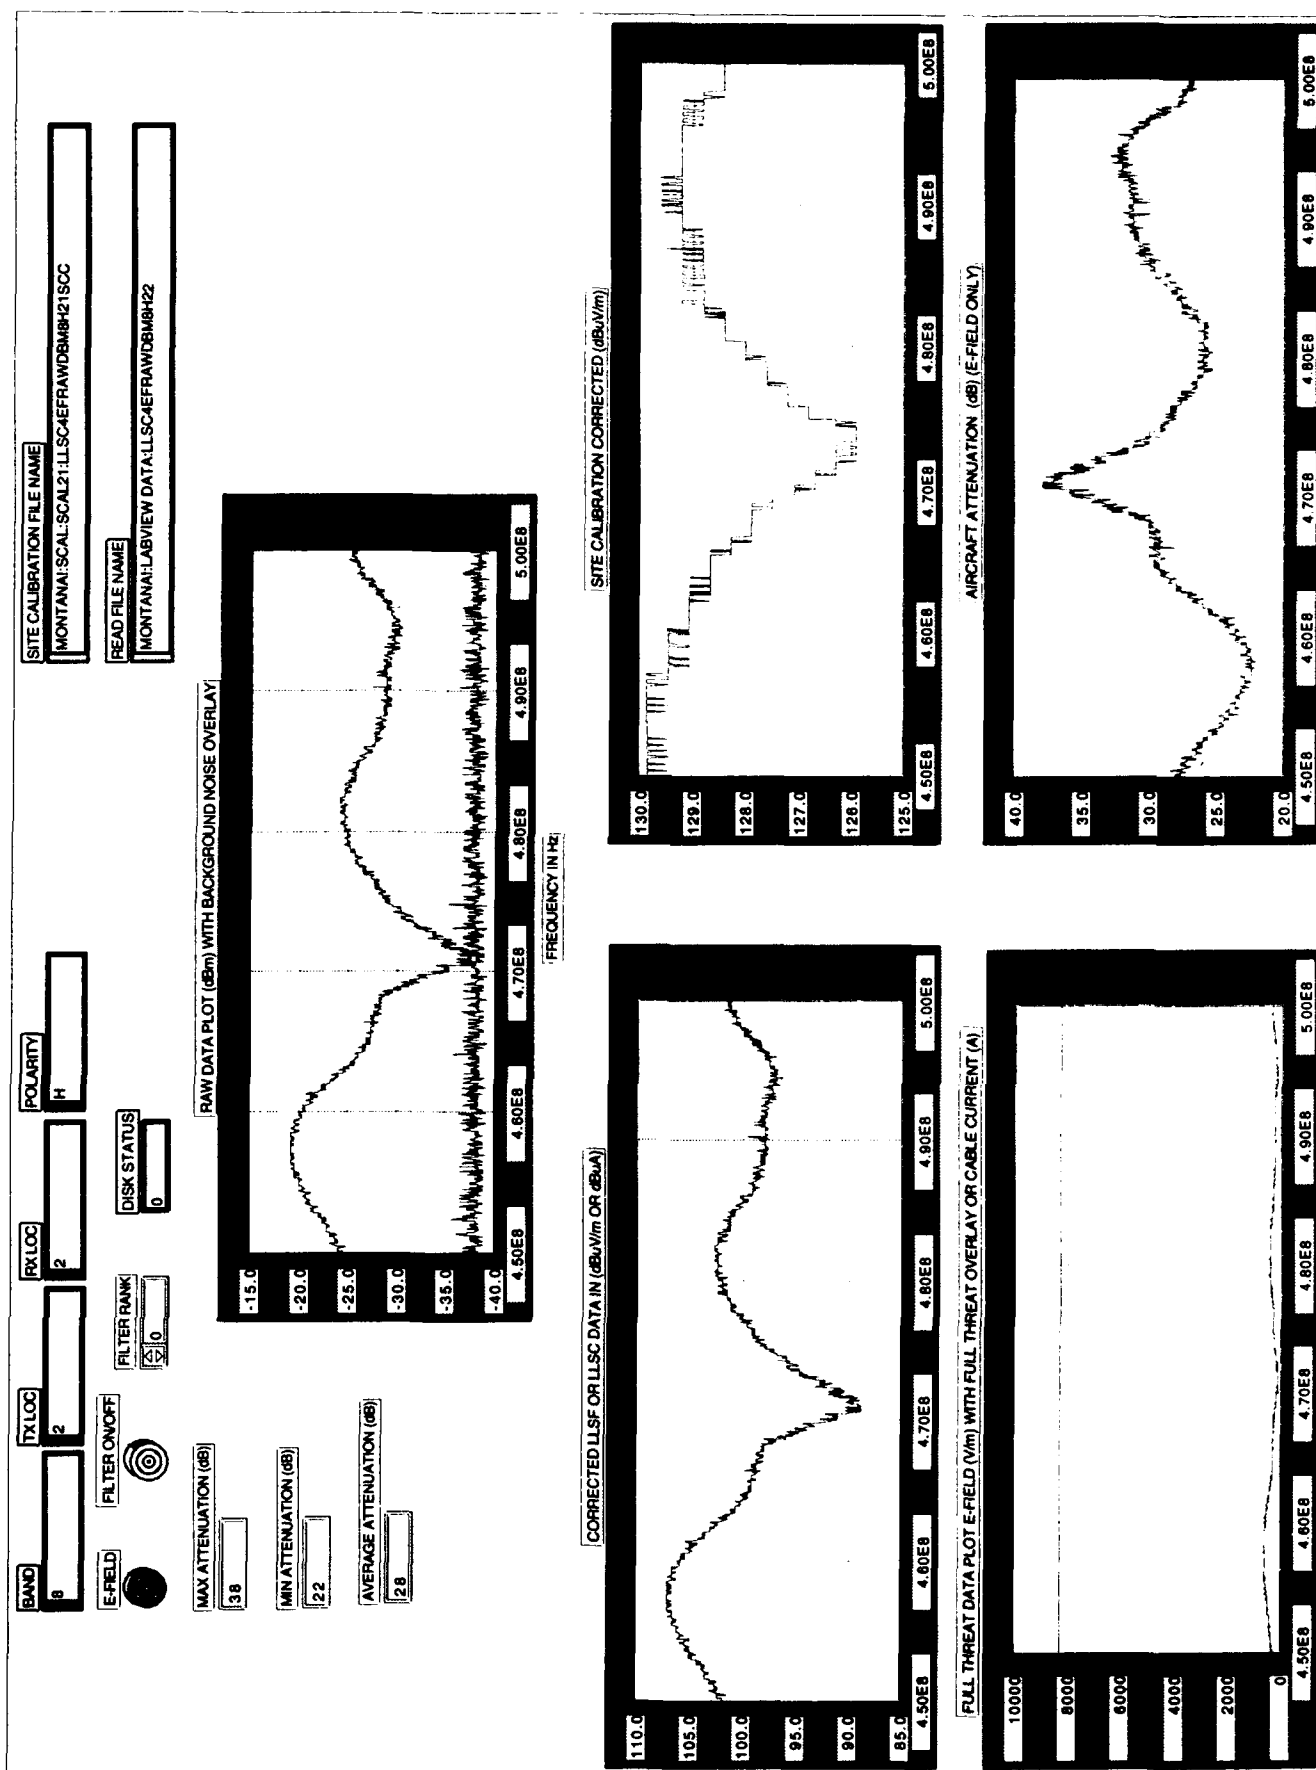 SITE CALIBRATION FILE NAME
MONTANA!:SCAL:SCAL21:LLSC4EFRAWDBM8H21SCC
READ FILE NAME
MONTANA!:LABVIEW DATA:LLSC4EFRAWDBM8H22
BAND
8
TX LOC
2
RX LOC
2
POLARITY
H
E-FIELD
FILTER ON/OFF
FILTER RANK
0
DISK STATUS
0
MAX ATTENUATION (dB)
38
MIN ATTENUATION (dB)
22
AVERAGE ATTENUATION (dB)
28
RAW DATA PLOT (dBm) WITH BACKGROUND NOISE OVERLAY
-15.0
-20.0
-25.0
-30.0
-35.0
-40.0
4.50E8
4.60E8
4.70E8
4.80E8
4.90E8
5.00E8
FREQUENCY IN Hz
CORRECTED LLSF OR LLSC DATA IN (dBuV/m OR dBuA)
110.0
105.0
100.0
95.0
90.0
85.0
4.50E8
4.60E8
4.70E8
4.80E8
4.90E8
5.00E8
SITE CALIBRATION CORRECTED (dBuV/m)
130.0
129.0
128.0
127.0
126.0
125.0
4.50E8
4.60E8
4.70E8
4.80E8
4.90E8
5.00E8
FULL THREAT DATA PLOT E-FIELD (V/m) WITH FULL THREAT OVERLAY OR CABLE CURRENT (A)
10000
8000
6000
4000
2000
0
4.50E8
4.60E8
4.70E8
4.80E8
4.90E8
5.00E8
AIRCRAFT ATTENUATION (dB) (E-FIELD ONLY)
40.0
35.0
30.0
25.0
20.0
4.50E8
4.60E8
4.70E8
4.80E8
4.90E8
5.00E8